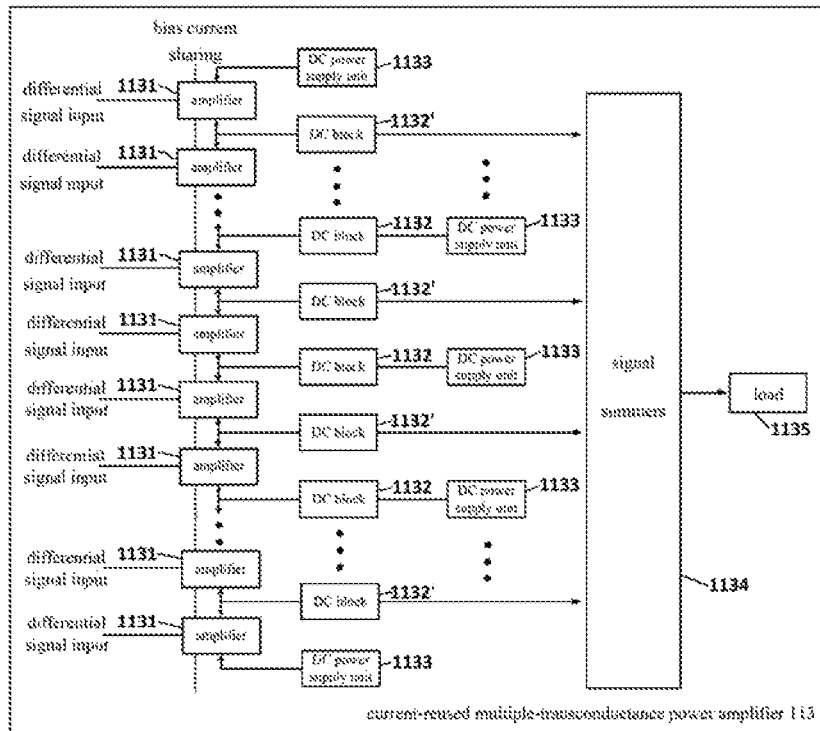 bias current
sharing
DC power
supply unit
1133
differential
signal input
1131
amplifier
DC block
1132'
differential
signal input
1131
amplifier
DC block
1132
DC power
supply unit
1133
differential
signal input
1131
amplifier
DC block
1132'
differential
signal input
1131
amplifier
DC block
1132
DC power
supply unit
1133
differential
signal input
1131
amplifier
DC block
1132'
differential
signal input
1131
amplifier
DC block
1132
DC power
supply unit
1133
differential
signal input
1131
amplifier
DC block
1132'
differential
signal input
1131
amplifier
DC power
supply unit
1133
signal
summers
1134
load
1135
current-reused multiple-transconductance power amplifier 113